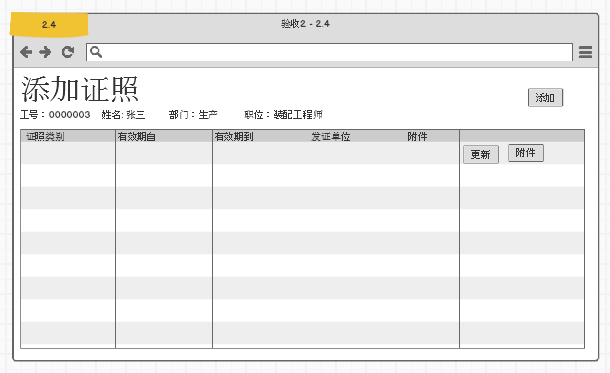 2.4
验收2 - 2.4
添加证照
添加
工号：0000003 姓名: 张三 部门：生产 职位：装配工程师
证照类别 有效期自 有效期到 发证单位 附件
更新 附件